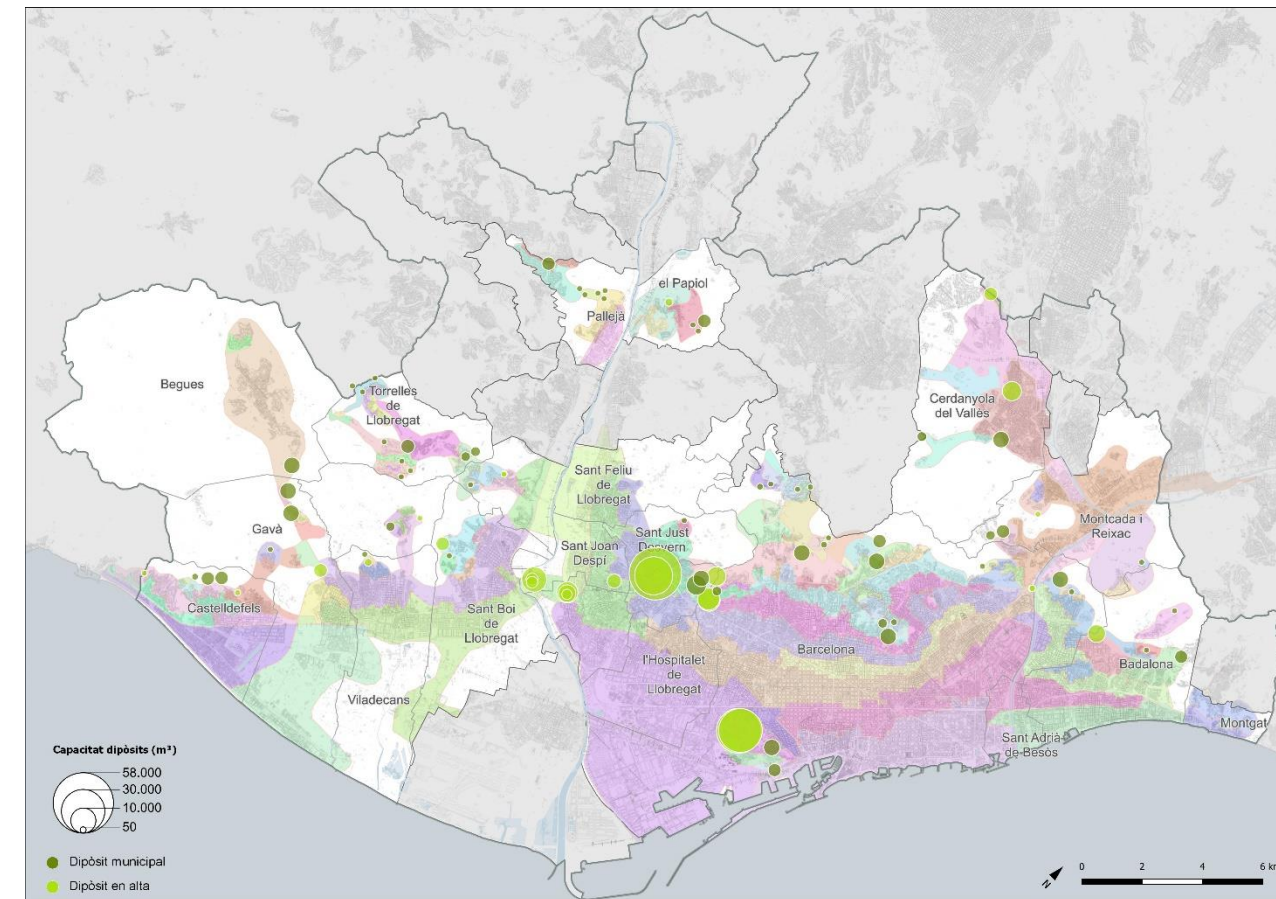 el Papiol
Pallejà
Begues
Torrelles
de
Llobregat
Cerdanyola
del Vallès
Sant Feliu
de
Llobregat
Gavà
Sant Just
Desvern
Montcada i
Reixac
Sant Joan
Despí
Castelldefels
Sant Boi
de
Llobregat
Barcelona
l'Hospitalet
de
Llobregat
Badalona
Viladecans
Montgat
Sant Adrià
de Besòs
Capacitat dipòsits (m³)
58.000
30.000
10.000
50
Dipòsit municipal
Dipòsit en alta
N
0 2 4 6 km